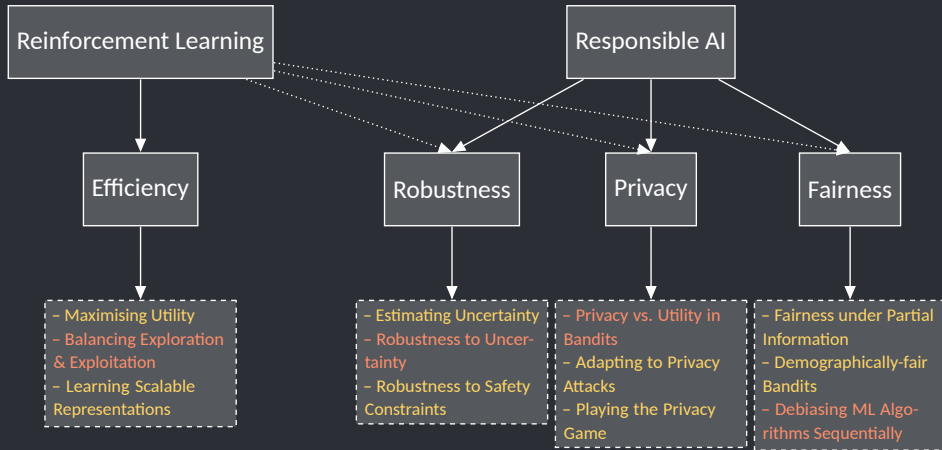 Reinforcement Learning
Responsible AI
Efficiency
Robustness
Privacy
Fairness
– Maximising Utility
– Balancing Exploration
& Exploitation
– Learning Scalable
Representations
– Estimating Uncertainty
– Robustness to Uncer-
tainty
– Robustness to Safety
Constraints
– Privacy vs. Utility in
Bandits
– Adapting to Privacy
Attacks
– Playing the Privacy
Game
– Fairness under Partial
Information
– Demographically-fair
Bandits
– Debiasing ML Algo-
rithms Sequentially